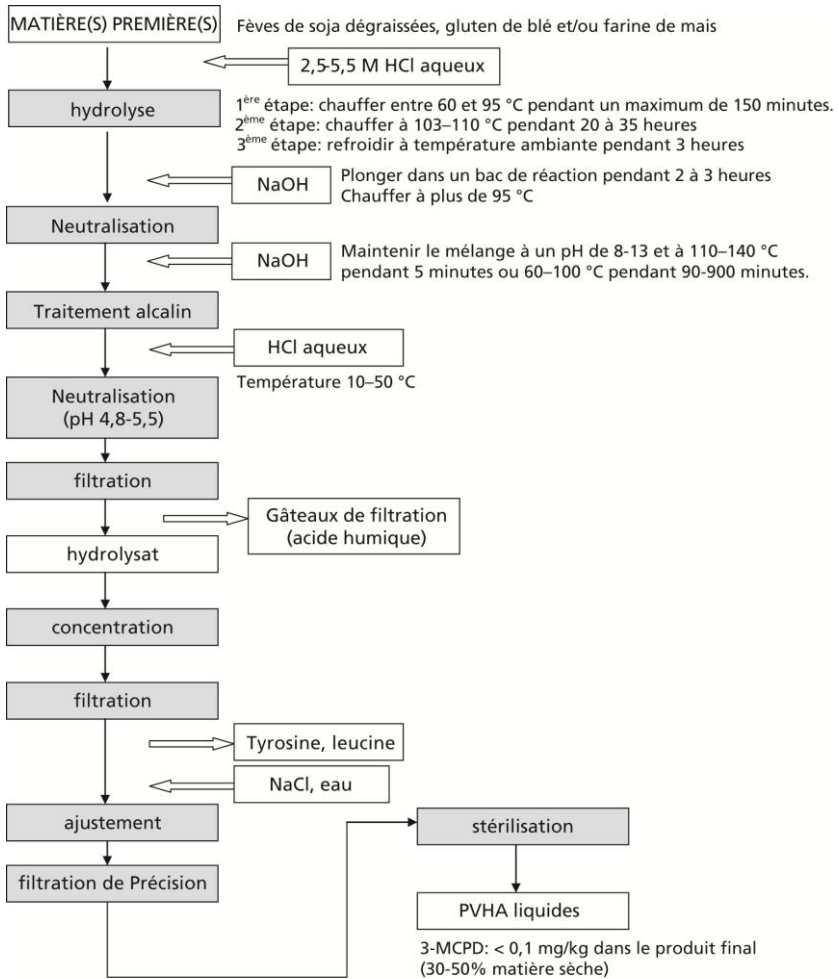 MATIÈRE(S) PREMIÈRE(S)
Fèves de soja dégraissées, gluten de blé et/ou farine de mais
2,5-5,5 M HCl aqueux
hydrolyse
1ère étape: chauffer entre 60 et 95 °C pendant un maximum de 150 minutes.
2ème étape: chauffer à 103–110 °C pendant 20 à 35 heures
3ème étape: refroidir à température ambiante pendant 3 heures
NaOH
Plonger dans un bac de réaction pendant 2 à 3 heures
Chauffer à plus de 95 °C
Neutralisation
NaOH
Maintenir le mélange à un pH de 8-13 et à 110–140 °C
pendant 5 minutes ou 60–100 °C pendant 90-900 minutes.
Traitement alcalin
HCl aqueux
Température 10–50 °C
Neutralisation
(pH 4,8-5,5)
filtration
Gâteaux de filtration
(acide humique)
hydrolysat
concentration
filtration
Tyrosine, leucine
NaCl, eau
ajustement
stérilisation
filtration de Précision
PVHA liquides
3-MCPD: < 0,1 mg/kg dans le produit final
(30-50% matière sèche)